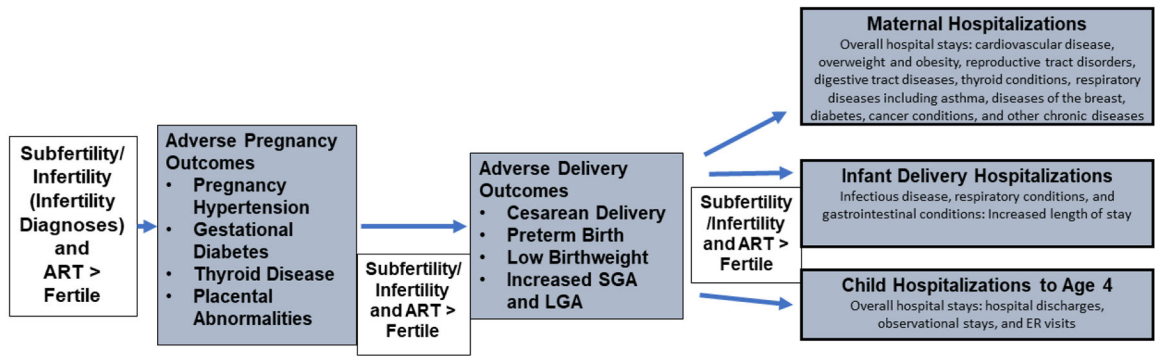 Subfertility/
Infertility
(Infertility
Diagnoses)
and
ART >
Fertile
Adverse Pregnancy
Outcomes
• Pregnancy
Hypertension
• Gestational
Diabetes
• Thyroid Disease
• Placental
Abnormalities
Subfertility/
Infertility
and ART >
Fertile
Adverse Delivery
Outcomes
• Cesarean Delivery
• Preterm Birth
• Low Birthweight
• Increased SGA
and LGA
Subfertility
/Infertility
and ART >
Fertile
Maternal Hospitalizations
Overall hospital stays: cardiovascular disease,
overweight and obesity, reproductive tract disorders,
digestive tract diseases, thyroid conditions, respiratory
diseases including asthma, diseases of the breast,
diabetes, cancer conditions, and other chronic diseases
Infant Delivery Hospitalizations
Infectious disease, respiratory conditions, and
gastrointestinal conditions: Increased length of stay
Child Hospitalizations to Age 4
Overall hospital stays: hospital discharges,
observational stays, and ER visits